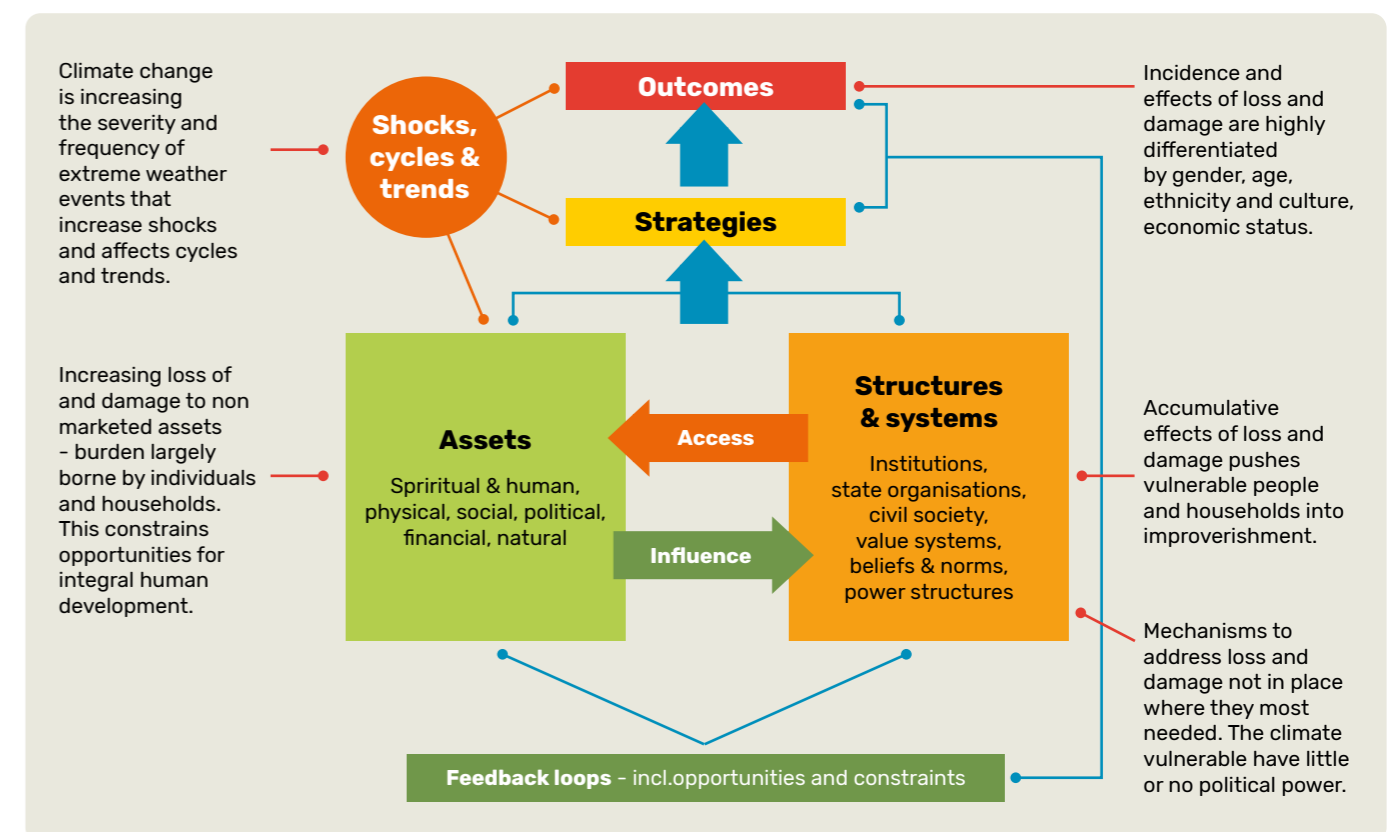 Climate change
is increasing
the severity and
frequency of
extreme weather
events that
increase shocks
and affects cycles
and trends.
Shocks,
cycles &
trends
Outcomes
Strategies
Incidence and
effects of loss and
damage are highly
differentiated
by gender, age,
ethnicity and culture,
economic status.
Increasing loss of
and damage to non
marketed assets
- burden largely
borne by individuals
and households.
This constrains
opportunities for
integral human
development.
Assets
Spriritual & human,
physical, social, political,
financial, natural
Access
Influence
Structures
& systems
Institutions,
state organisations,
civil society,
value systems,
beliefs & norms,
power structures
Accumulative
effects of loss and
damage pushes
vulnerable people
and households into
improverishment.
Mechanisms to
address loss and
damage not in place
where they most
needed. The climate
vulnerable have little
or no political power.
Feedback loops - incl.opportunities and constraints